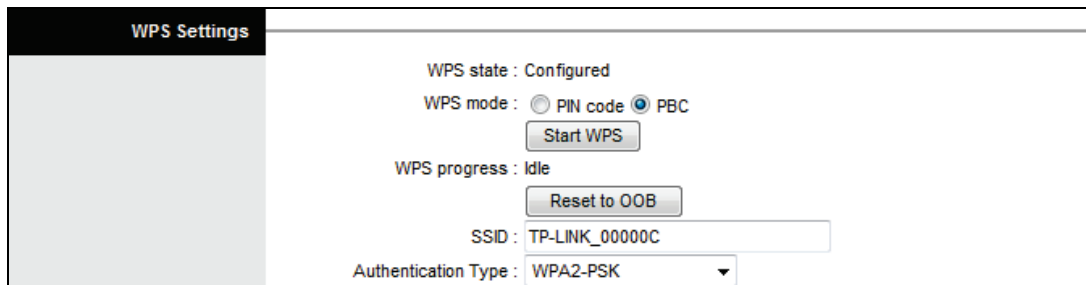 WPS Settings
WPS state : Configured
WPS mode : PIN code PBC
Start WPS
WPS progress : Idle
Reset to OOB
SSID : TP-LINK_00000C
Authentication Type : WPA2-PSK